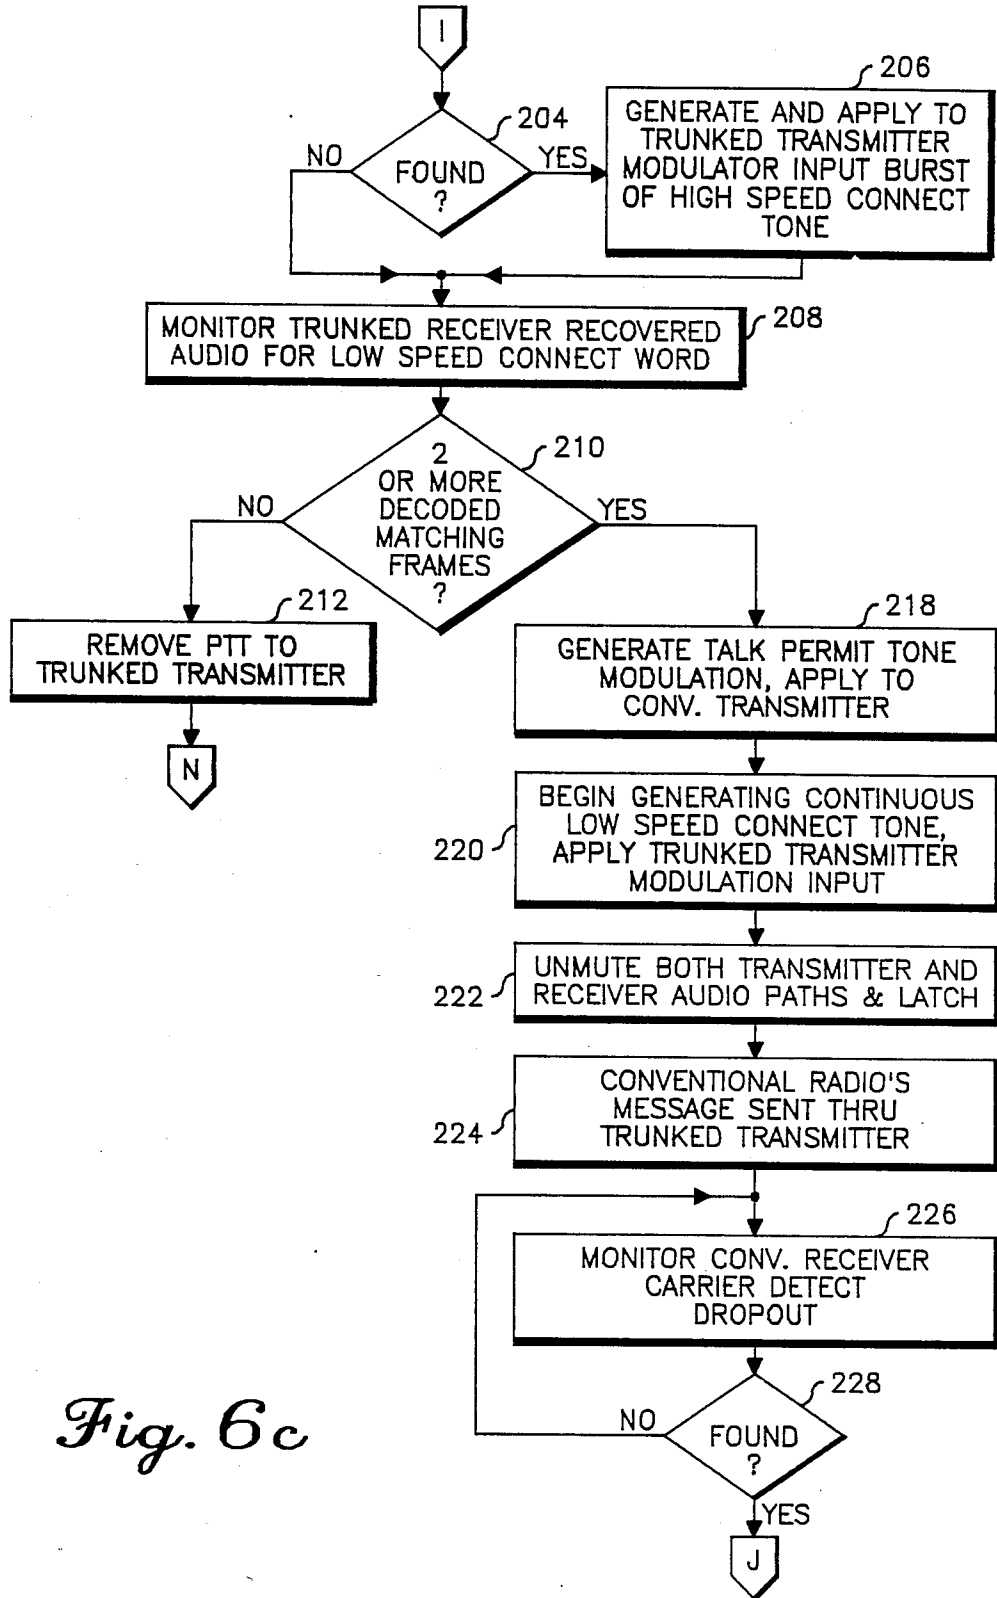 I
204
FOUND
?
NO
YES
206
GENERATE AND APPLY TO
TRUNKED TRANSMITTER
MODULATOR INPUT BURST
OF HIGH SPEED CONNECT
TONE
208
MONITOR TRUNKED RECEIVER RECOVERED
AUDIO FOR LOW SPEED CONNECT WORD
210
2
OR MORE
DECODED
MATCHING
FRAMES
?
NO
YES
212
REMOVE PTT TO
TRUNKED TRANSMITTER
N
218
GENERATE TALK PERMIT TONE
MODULATION, APPLY TO
CONV. TRANSMITTER
220
BEGIN GENERATING CONTINUOUS
LOW SPEED CONNECT TONE,
APPLY TRUNKED TRANSMITTER
MODULATION INPUT
222
UNMUTE BOTH TRANSMITTER AND
RECEIVER AUDIO PATHS & LATCH
224
CONVENTIONAL RADIO'S
MESSAGE SENT THRU
TRUNKED TRANSMITTER
226
MONITOR CONV. RECEIVER
CARRIER DETECT
DROPOUT
228
FOUND
?
NO
YES
J
Fig. 6c